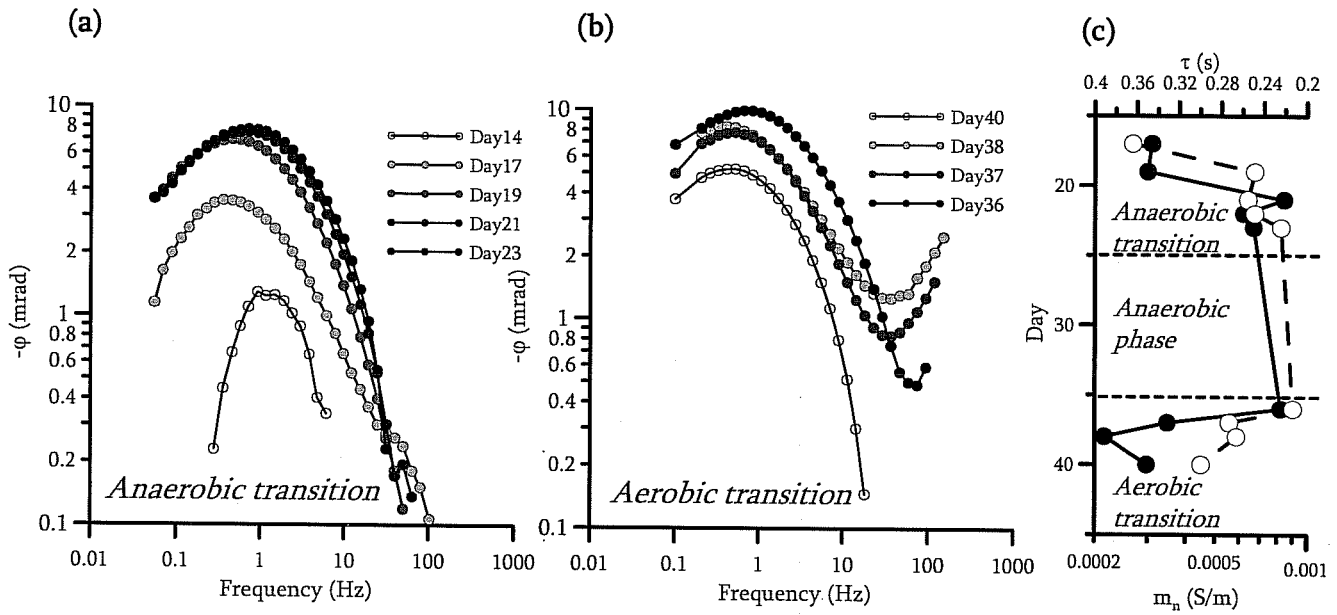 (a)
(b)
(c)
τ (s)
0.4 0.36 0.32 0.28 0.24 0.2
10
8
6
4
2
1
0.8
0.6
0.4
0.2
0.1
-φ (mrad)
Day14
Day17
Day19
Day21
Day23
Anaerobic transition
0.01 0.1 1 10 100 1000
Frequency (Hz)
10
8
6
4
2
1
0.8
0.6
0.4
0.2
0.1
-φ (mrad)
Day40
Day38
Day37
Day36
Aerobic transition
0.01 0.1 1 10 100 1000
Frequency (Hz)
Day
20
30
40
Anaerobic
transition
Anaerobic
phase
Aerobic
transition
0.0002 0.0005 0.001
mn (S/m)